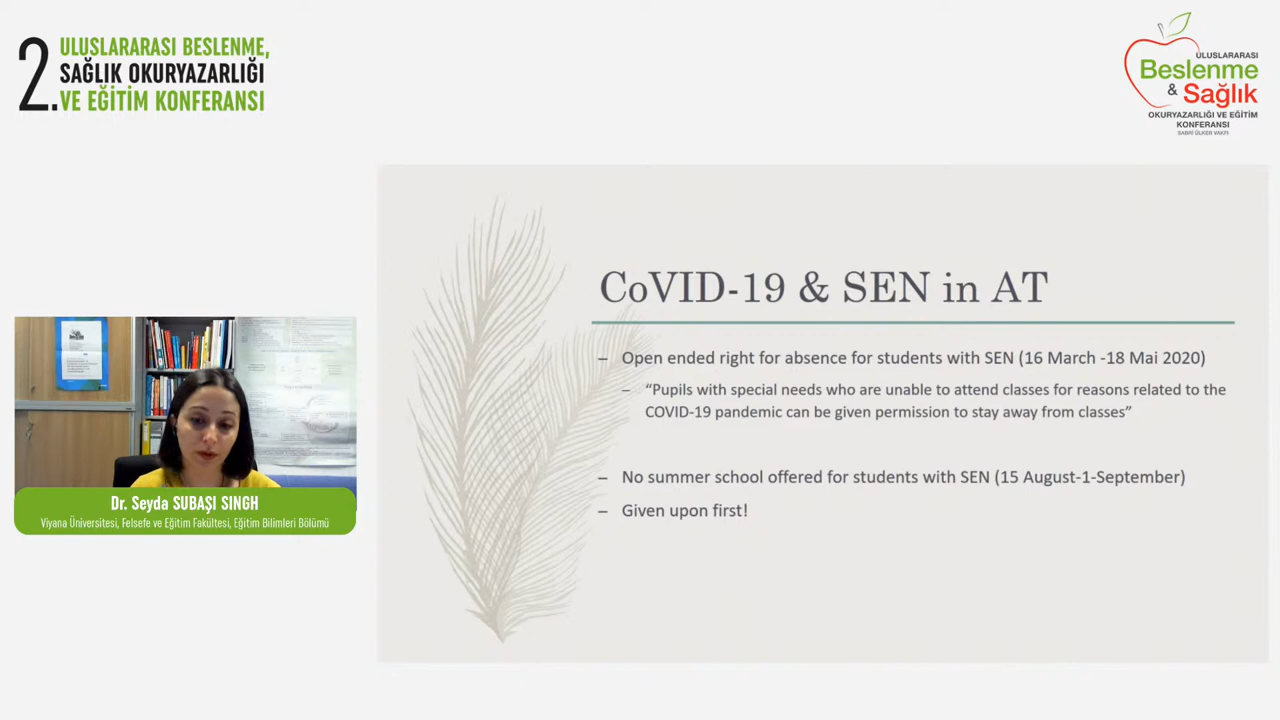 2.
ULUSLARARASI BESLENME,
SAĞLIK OKURYAZARLIĞI
VE EĞİTİM KONFERANSI
ULUSLARARASI
Beslenme
& Sağlık
OKURYAZARLIĞI VE EĞİTİM
KONFERANSI
SABRİ ÜLKER VAKFI
CoVID-19 & SEN in AT
– Open ended right for absence for students with SEN (16 March -18 Mai 2020)
– “Pupils with special needs who are unable to attend classes for reasons related to the
COVID-19 pandemic can be given permission to stay away from classes”
– No summer school offered for students with SEN (15 August-1-September)
– Given upon first!
Dr. Seyda SUBAŞI SINGH
Viyana Üniversitesi, Felsefe ve Eğitim Fakültesi, Eğitim Bilimleri Bölümü